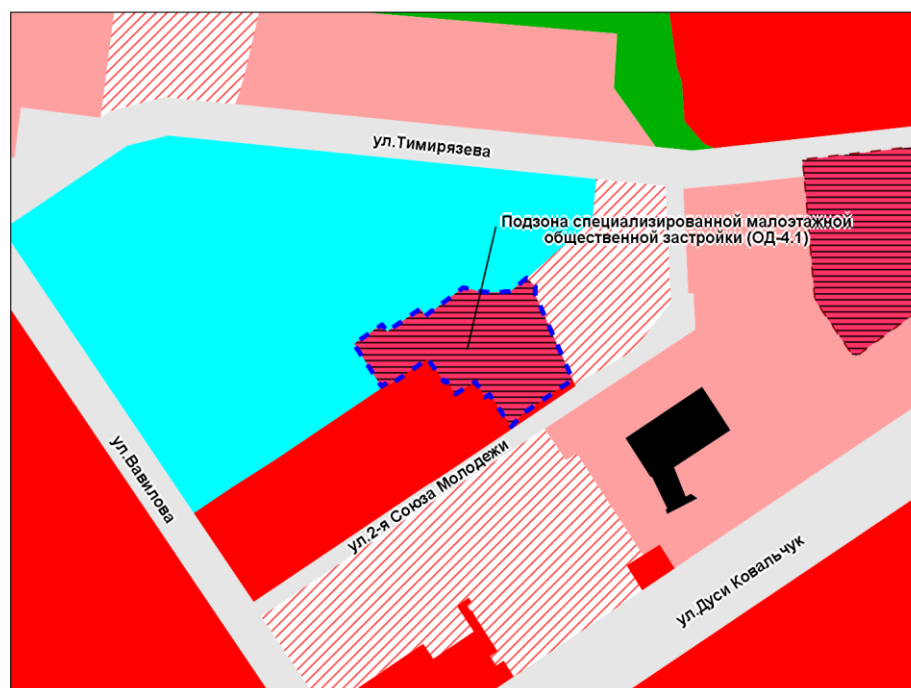 ул.Тимирязева
Подзона специализированной малоэтажной
общественной застройки (ОД-4.1)
ул.Вавилова
ул.2-я Союза Молодежи
ул.Дуси Ковальчук